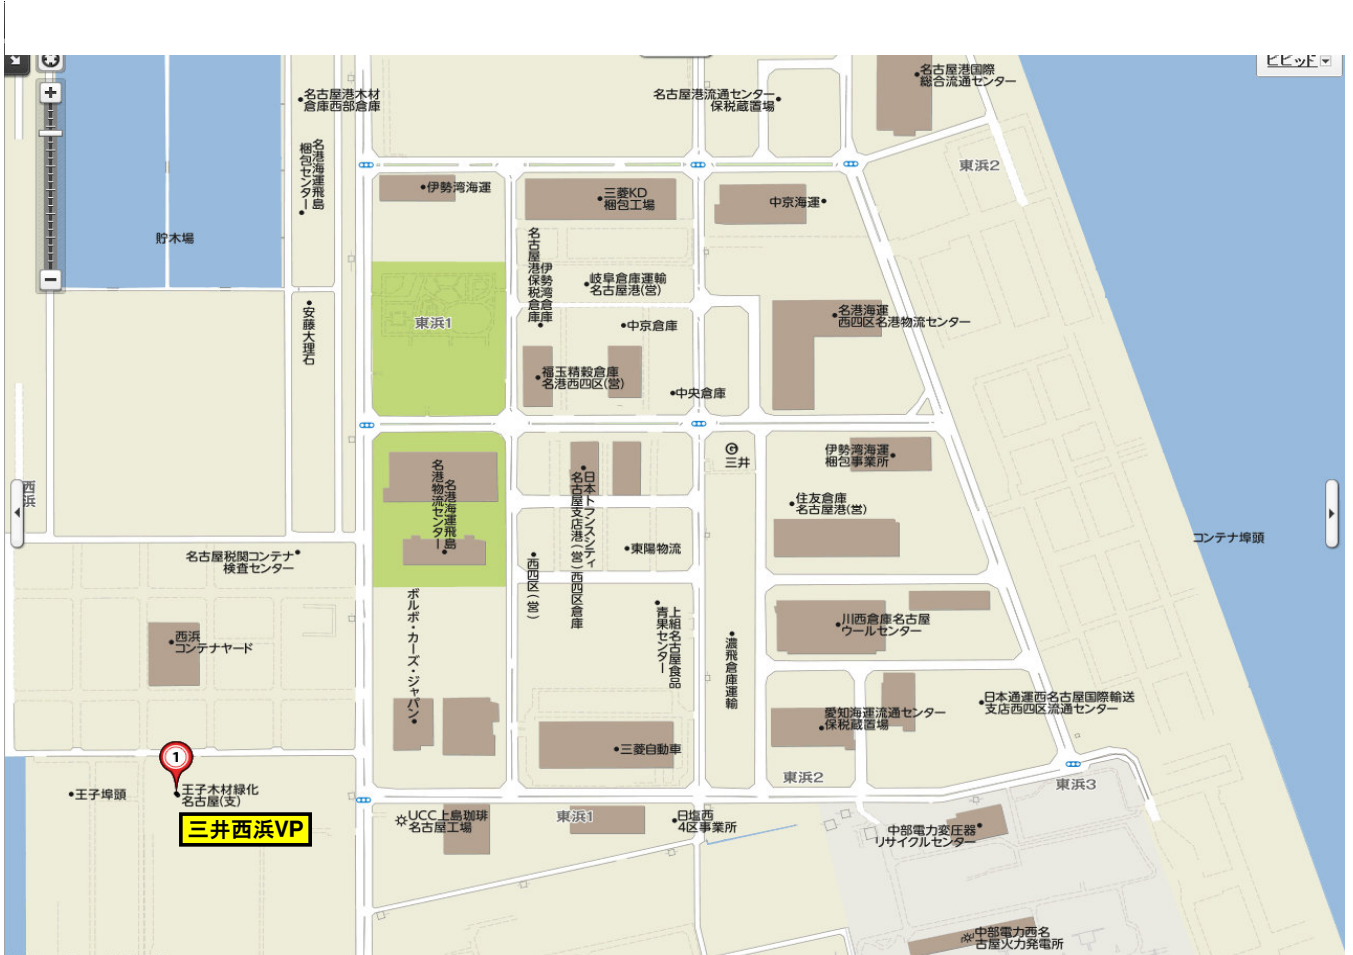 ビビッド
名古屋港国際
総合流通センター
名古屋港木材
倉庫西部倉庫
名古屋港流通センター
保税蔵置場
名港海運飛島
梱包センター
東浜2
伊勢湾海運
三菱KD
梱包工場
中京海運
貯木場
伊勢湾倉庫
名古屋港保税倉庫
岐阜倉庫運輸
名古屋港(営)
安藤大理石
東浜1
中京倉庫
名港海運
西四区名港物流センター
福玉精穀倉庫
名港西四区(営)
中央倉庫
三井
伊勢湾海運
梱包事業所
西浜
名港海運飛島
名港物流センター
日本トランスシティ
名古屋支店港(営)西四区倉庫
住友倉庫
名古屋港(営)
コンテナ埠頭
名古屋税関コンテナ
検査センター
西四区(営)
東陽物流
ボルボ・カーズ・ジャパン
上組名古屋食品
青果センター
川西倉庫名古屋
ウールセンター
西浜
コンテナヤード
濃飛倉庫運輸
日本通運西名古屋国際輸送
支店西四区流通センター
愛知海運流通センター
保税蔵置場
三菱自動車
1
東浜2
東浜3
王子埠頭
王子木材緑化
名古屋(支)
三井西浜VP
UCC上島珈琲
名古屋工場
東浜1
日塩西
4区事業所
中部電力変圧器
リサイクルセンター
中部電力西名
古屋火力発電所